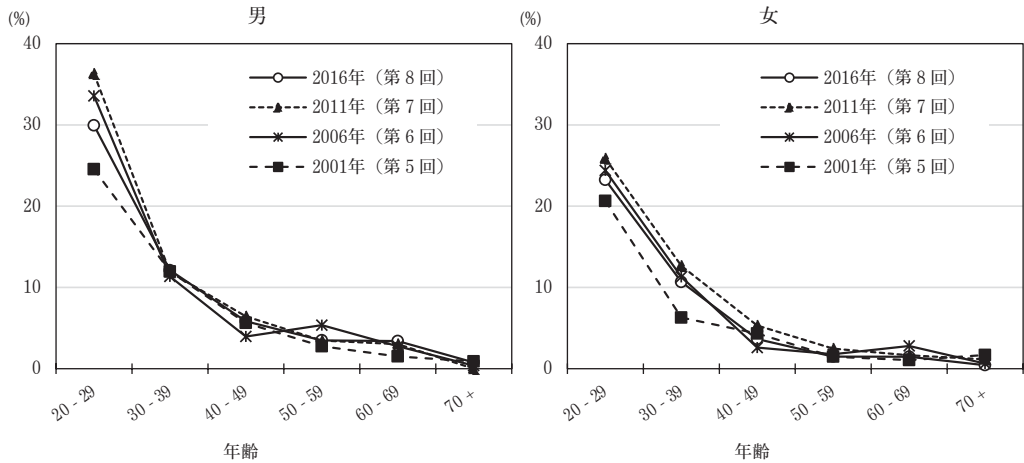 男
(%)
40
30
20
10
0
2016年（第 8 回）
2011年（第 7 回）
2006年（第 6 回）
2001年（第 5 回）
20 - 29
30 - 39
40 - 49
50 - 59
60 - 69
70 +
年齢
女
(%)
40
30
20
10
0
2016年（第 8 回）
2011年（第 7 回）
2006年（第 6 回）
2001年（第 5 回）
20 - 29
30 - 39
40 - 49
50 - 59
60 - 69
70 +
年齢